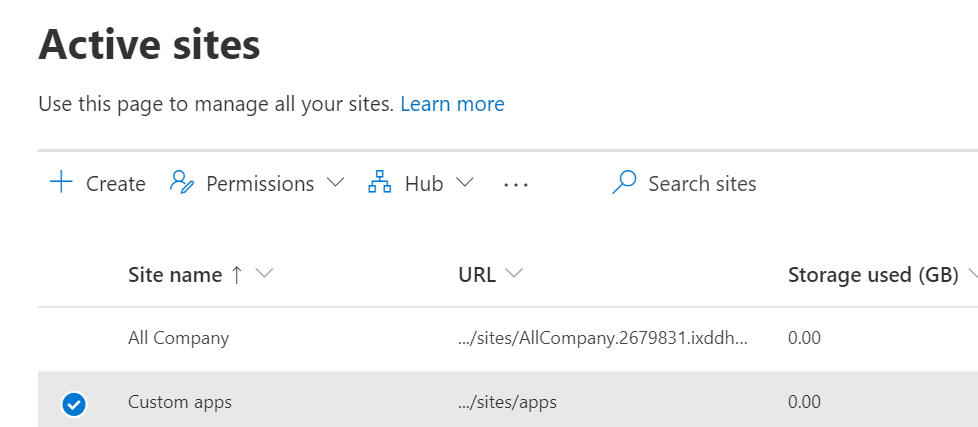 Active sites
Use this page to manage all your sites. Learn more
Create Permissions Hub ... Search sites
Site name ↑ URL Storage used (GB)
All Company .../sites/AllCompany.2679831.ixddh... 0.00
Custom apps .../sites/apps 0.00